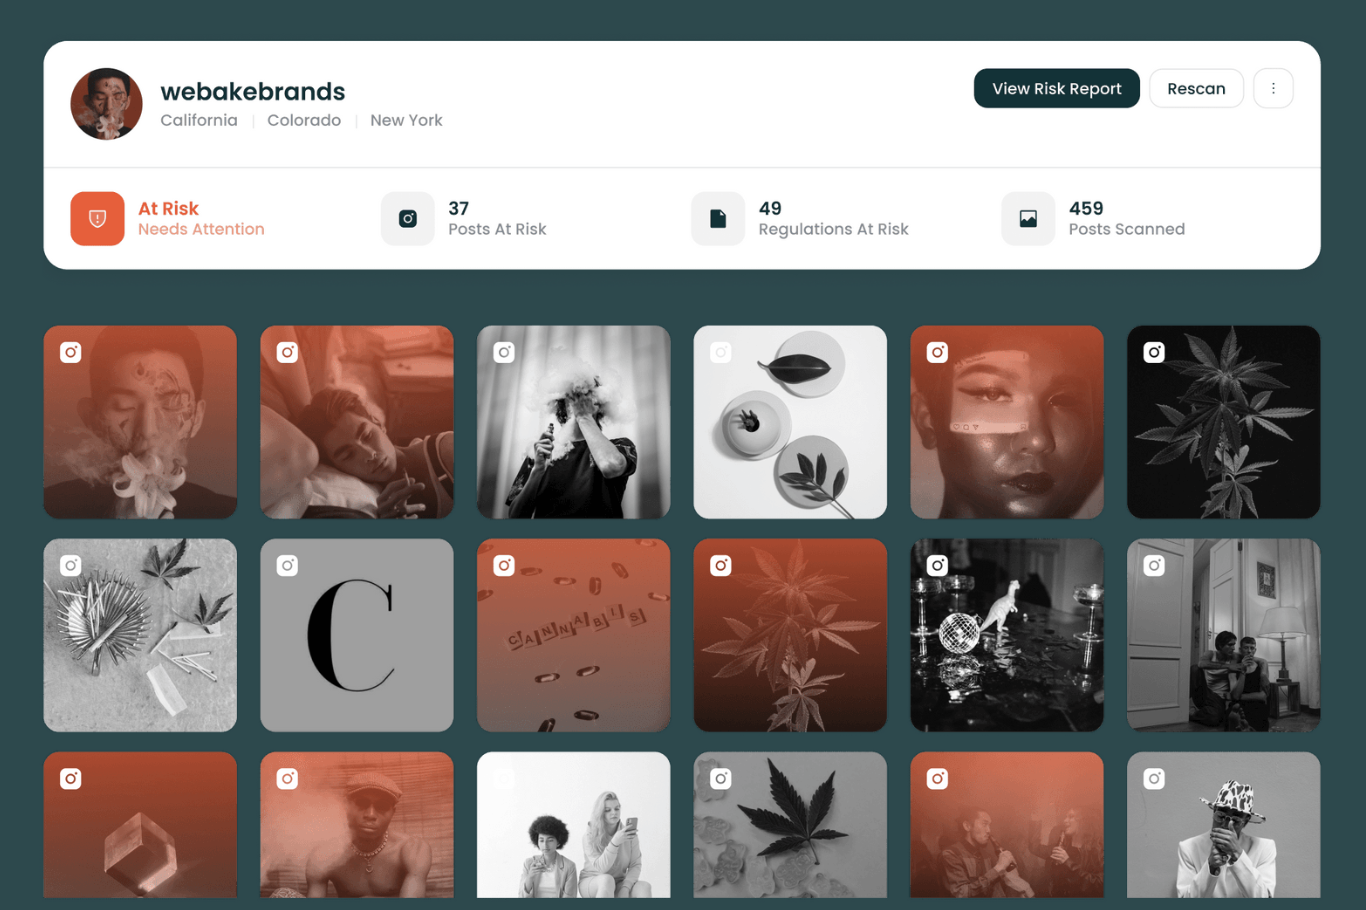 webakebrands
California | Colorado | New York
View Risk Report
Rescan
At Risk
Needs Attention
37
Posts At Risk
49
Regulations At Risk
459
Posts Scanned
C
CANNABIS